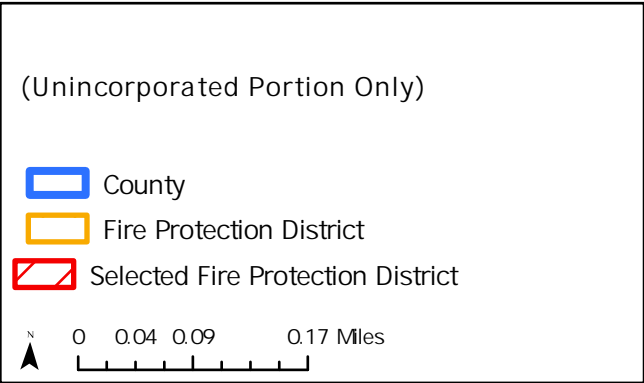 (Unincorporated Portion Only)
County
Fire Protection District
Selected Fire Protection District
N
0 0.04 0.09 0.17 Miles